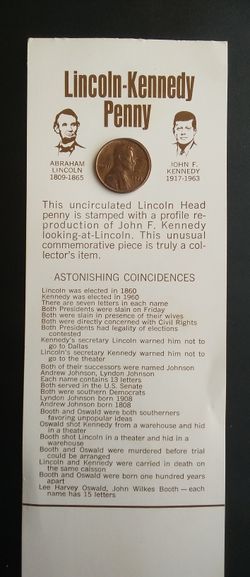 Lincoln-Kennedy
Penny
ABRAHAM
LINCOLN
1809-1865
JOHN F.
KENNEDY
1917-1963
This uncirculated Lincoln Head
penny is stamped with a profile re-
production of John F. Kennedy
looking-at-Lincoln. This unusual
commemorative piece is truly a col-
lector's item.
ASTONISHING COINCIDENCES
Lincoln was elected in 1860
Kennedy was elected in 1960
There are seven letters in each name
Both Presidents were slain on Friday
Both were slain in presence of their wives
Both were directly concerned with Civil Rights
Both Presidents had legality of elections
contested
Kennedy's secretary Lincoln warned him not to
go to Dallas
Lincoln's secretary Kennedy warned him not to
go to the theater
Both of their successors were named Johnson
Andrew Johnson, Lyndon Johnson
Each name contains 13 letters
Both served in the U.S. Senate
Both were southern Democrats
Lyndon Johnson born 1908
Andrew Johnson born 1808
Booth and Oswald were both southerners
favoring unpopular ideas
Oswald shot Kennedy from a warehouse and hid
in a theater
Booth shot Lincoln in a theater and hid in a
warehouse
Booth and Oswald were murdered before trial
could be arranged
Lincoln and Kennedy were carried in death on
the same caisson
Booth and Oswald were born one hundred years
apart
Lee Harvey Oswald, John Wilkes Booth — each
name has 15 letters